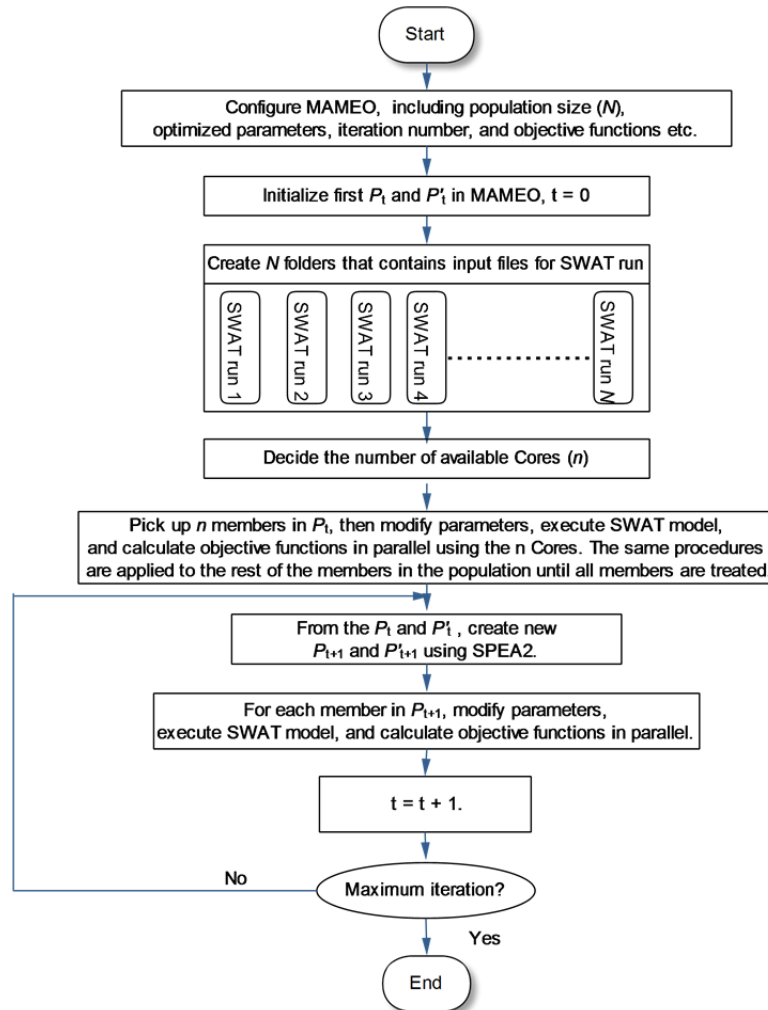 Start
Configure MAMEO, including population size (N),
optimized parameters, iteration number, and objective functions etc.
Initialize first Pt and P't in MAMEO, t = 0
Create N folders that contains input files for SWAT run
SWAT run 1
SWAT run 2
SWAT run 3
SWAT run 4
SWAT run N
Decide the number of available Cores (n)
Pick up n members in Pt, then modify parameters, execute SWAT model,
and calculate objective functions in parallel using the n Cores. The same procedures
are applied to the rest of the members in the population until all members are treated.
From the Pt and P't , create new
Pt+1 and P't+1 using SPEA2.
For each member in Pt+1, modify parameters,
execute SWAT model, and calculate objective functions in parallel.
t = t + 1.
No
Maximum iteration?
Yes
End